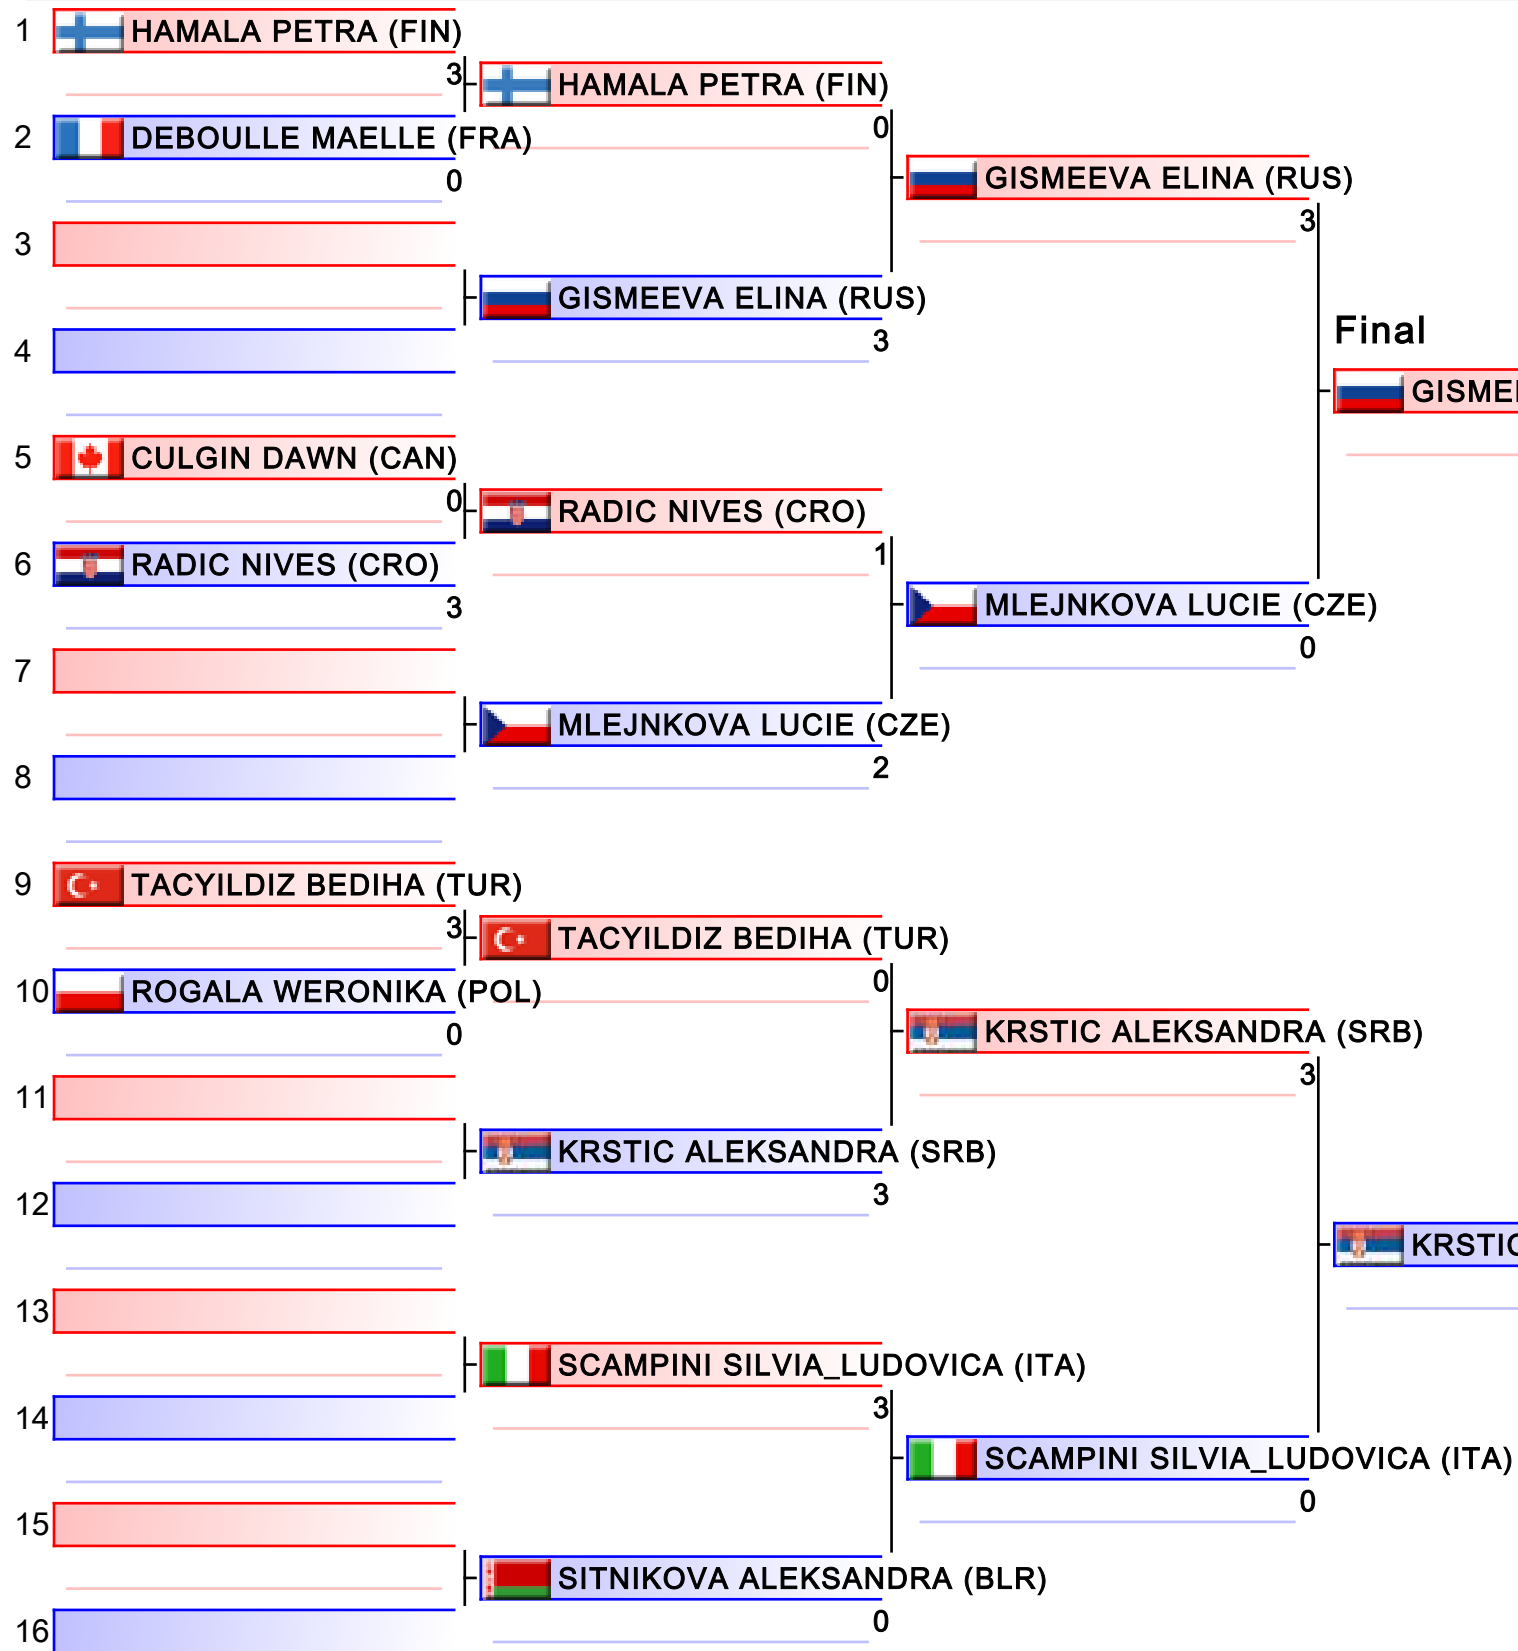 1 HAMALA PETRA (FIN)
3 HAMALA PETRA (FIN)
2 DEBOULLE MAELLE (FRA)
0
0
GISMEEVA ELINA (RUS)
3
3
GISMEEVA ELINA (RUS)
3
4
Final
GISME
5 CULGIN DAWN (CAN)
0 RADIC NIVES (CRO)
6 RADIC NIVES (CRO)
3
1
MLEJNKOVA LUCIE (CZE)
0
7
MLEJNKOVA LUCIE (CZE)
2
8
9 TACYILDIZ BEDIHA (TUR)
3 TACYILDIZ BEDIHA (TUR)
10 ROGALA WERONIKA (POL)
0
0
KRSTIC ALEKSANDRA (SRB)
3
11
KRSTIC ALEKSANDRA (SRB)
3
12
KRSTIC
13
SCAMPINI SILVIA_LUDOVICA (ITA)
3
14
SCAMPINI SILVIA_LUDOVICA (ITA)
0
15
SITNIKOVA ALEKSANDRA (BLR)
0
16